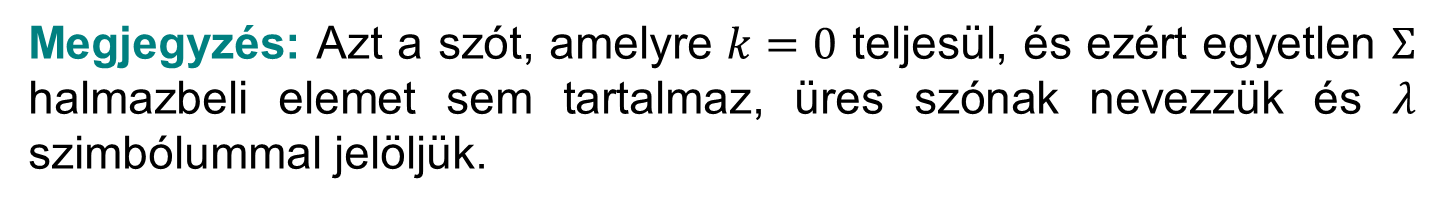 Megjegyzés: Azt a szót, amelyre 𝑘 = 0 teljesül, és ezért egyetlen Σ
halmazbeli elemet sem tartalmaz, üres szónak nevezzük és 𝜆
szimbólummal jelöljük.